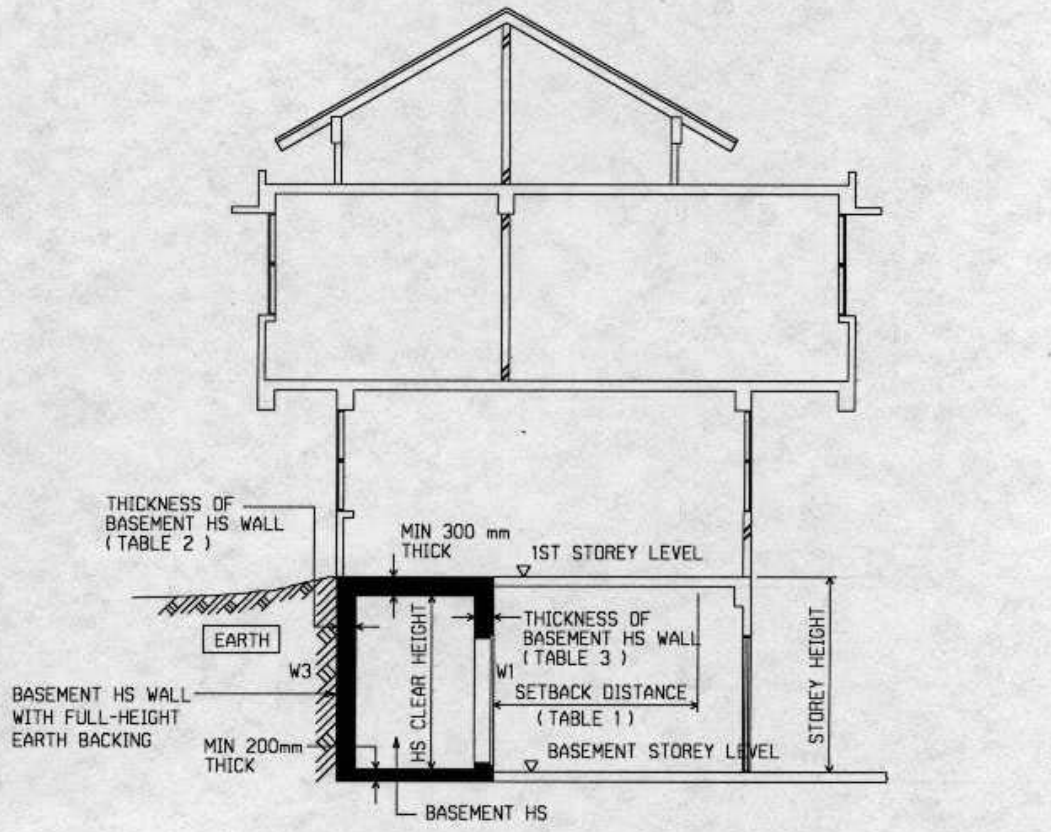 THICKNESS OF
BASEMENT HS WALL
( TABLE 2 )
MIN 300 mm
THICK
1ST STOREY LEVEL
EARTH
HS CLEAR HEIGHT
THICKNESS OF
BASEMENT HS WALL
( TABLE 3 )
STOREY HEIGHT
W3
W1
BASEMENT HS WALL
WITH FULL-HEIGHT
EARTH BACKING
SETBACK DISTANCE
( TABLE 1 )
MIN 200mm
THICK
BASEMENT STOREY LEVEL
BASEMENT HS